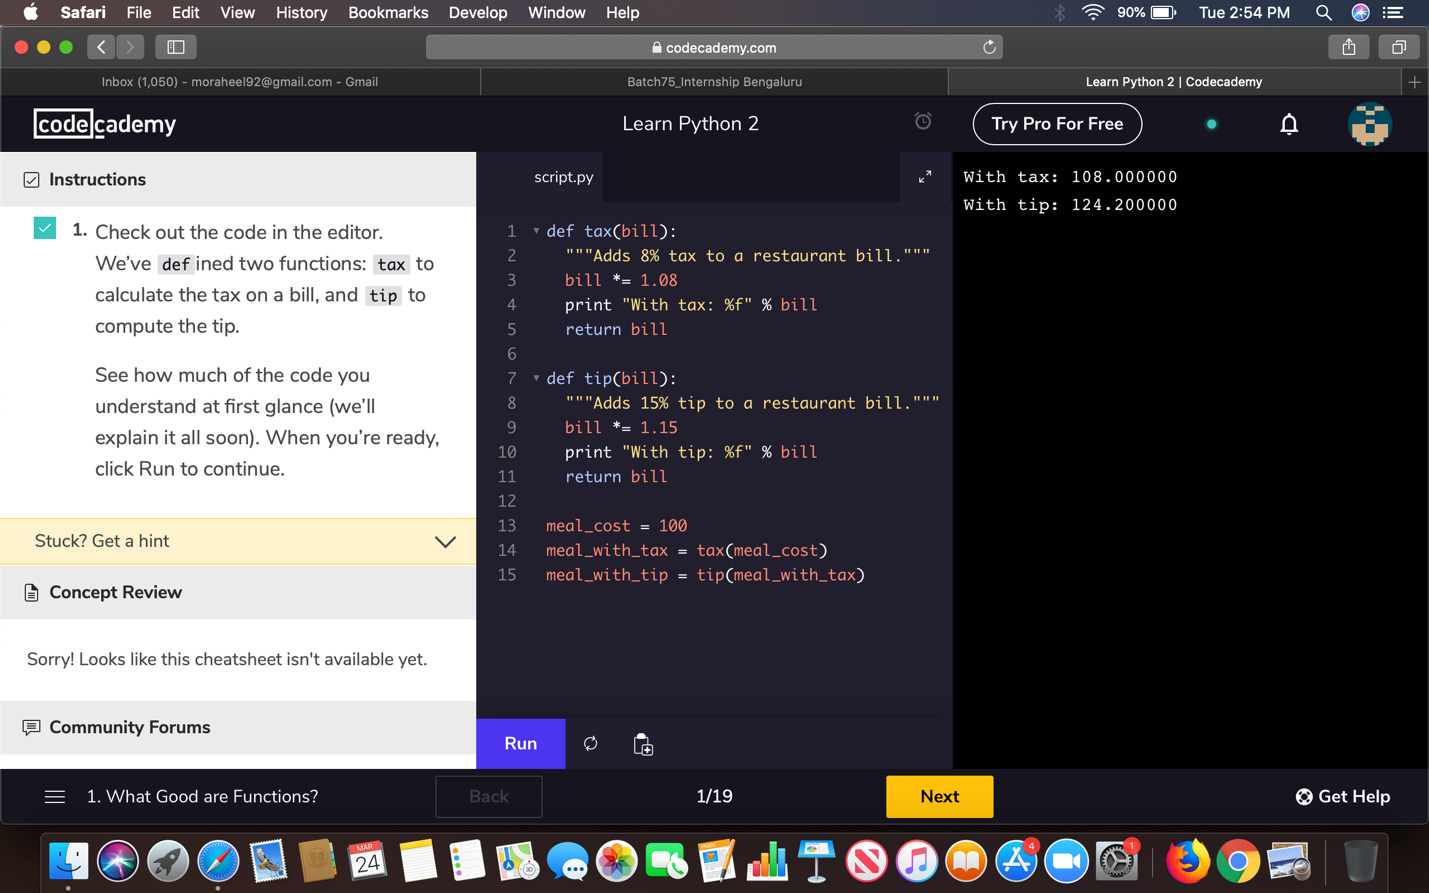 Safari File Edit View History Bookmarks Develop Window Help
90% Tue 2:54 PM
codecademy.com
Inbox (1,050) - moraheel92@gmail.com - Gmail
Batch75_Internship Bengaluru
Learn Python 2 | Codecademy
codecademy
Learn Python 2
Try Pro For Free
Instructions
1. Check out the code in the editor.
We’ve defined two functions: tax to
calculate the tax on a bill, and tip to
compute the tip.
See how much of the code you
understand at first glance (we’ll
explain it all soon). When you’re ready,
click Run to continue.
Stuck? Get a hint
Concept Review
Sorry! Looks like this cheatsheet isn't available yet.
Community Forums
script.py
1 def tax(bill):
2 """Adds 8% tax to a restaurant bill."""
3 bill *= 1.08
4 print "With tax: %f" % bill
5 return bill
6
7 def tip(bill):
8 """Adds 15% tip to a restaurant bill."""
9 bill *= 1.15
10 print "With tip: %f" % bill
11 return bill
12
13 meal_cost = 100
14 meal_with_tax = tax(meal_cost)
15 meal_with_tip = tip(meal_with_tax)
Run
With tax: 108.000000
With tip: 124.200000
1. What Good are Functions?
Back
1/19
Next
Get Help
MAR
24
3D
4
1